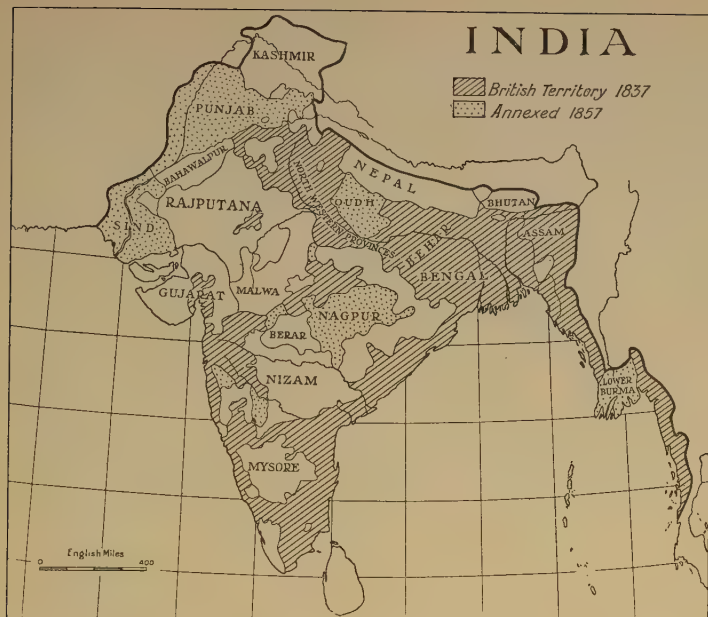 INDIA
British Territory 1837
Annexed 1857
KASHMIR
PUNJAB
BAHAWALPUR
SIND
RAJPUTANA
NORTH WESTERN PROVINCES
OUDH
NEPAL
BHUTAN
ASSAM
BEHAR
BENGAL
GUJARAT
MALWA
NAGPUR
BERAR
NIZAM
LOWER
BURMA
MYSORE
English Miles
0 400